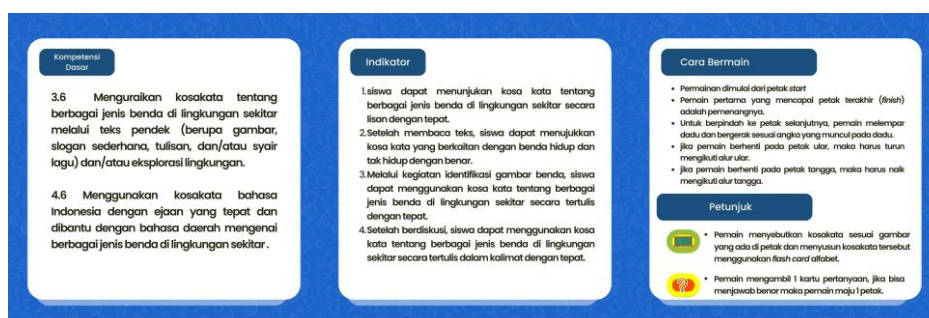 Kompetensi
Dasar
3.6 Menguraikan kosakata tentang
berbagai jenis benda di lingkungan sekitar
melalui teks pendek (berupa gambar,
slogan sederhana, tulisan, dan/atau syair
lagu) dan/atau eksplorasi lingkungan.
4.6 Menggunakan kosakata bahasa
Indonesia dengan ejaan yang tepat dan
dibantu dengan bahasa daerah mengenai
berbagai jenis benda di lingkungan sekitar .
Indikator
1.siswa dapat menunjukan kosa kata tentang
berbagai jenis benda di lingkungan sekitar secara
lisan dengan tepat.
2.Setelah membaca teks, siswa dapat menujukkan
kosa kata yang berkaitan dengan benda hidup dan
tak hidup dengan benar.
3.Melalui kegiatan identifikasi gambar benda, siswa
dapat menggunakan kosa kata tentang berbagai
jenis benda di lingkungan sekitar secara tertulis
dengan tepat.
4.Setelah berdiskusi, siswa dapat menggunakan kosa
kata tentang berbagai jenis benda di lingkungan
sekitar secara tertulis dalam kalimat dengan tepat.
Cara Bermain
• Permainan dimulai dari petak start
• Pemain pertama yang mencapai petak terakhir (finish)
adalah pemenangnya.
• Untuk berpindah ke petak selanjutnya, pemain melempar
dadu dan bergerak sesuai angka yang muncul pada dadu.
• jika pemain berhenti pada petak ular, maka harus turun
mengikuti alur ular.
• jika pemain berhenti pada petak tangga, maka harus naik
mengikuti alur tangga.
Petunjuk
• Pemain menyebutkan kosakata sesuai gambar
yang ada di petak dan menyusun kosakata tersebut
menggunakan flash card alfabet.
• Pemain mengambil 1 kartu pertanyaan, jika bisa
menjawab benar maka pemain maju 1 petak.